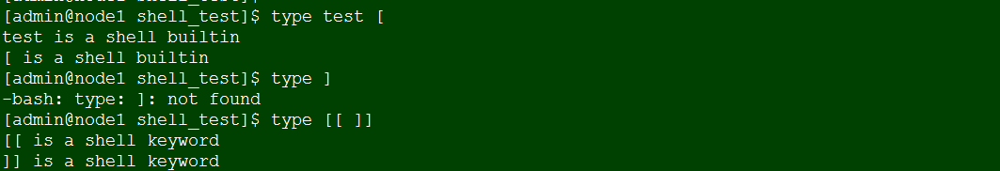 [admin@node1 shell_test]$ type test [
test is a shell builtin
[ is a shell builtin
[admin@node1 shell_test]$ type ]
-bash: type: ]: not found
[admin@node1 shell_test]$ type [[ ]]
[[ is a shell keyword
]] is a shell keyword